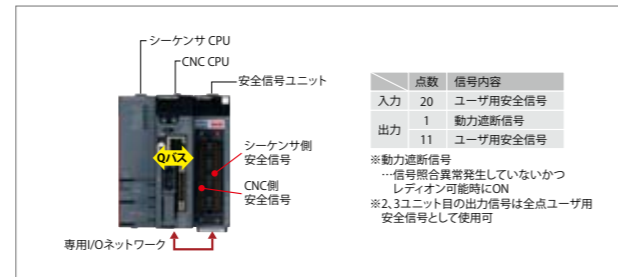 シーケンサ CPU
CNC CPU
安全信号ユニット
Qバス
シーケンサ側
安全信号
CNC側
安全信号
専用I/Oネットワーク
点数 信号内容
入力 20 ユーザ用安全信号
出力 1 動力遮断信号
11 ユーザ用安全信号
※動力遮断信号
…信号照合異常発生していないかつ
レディオン可能時にON
※2、3ユニット目の出力信号は全点ユーザ用
安全信号として使用可